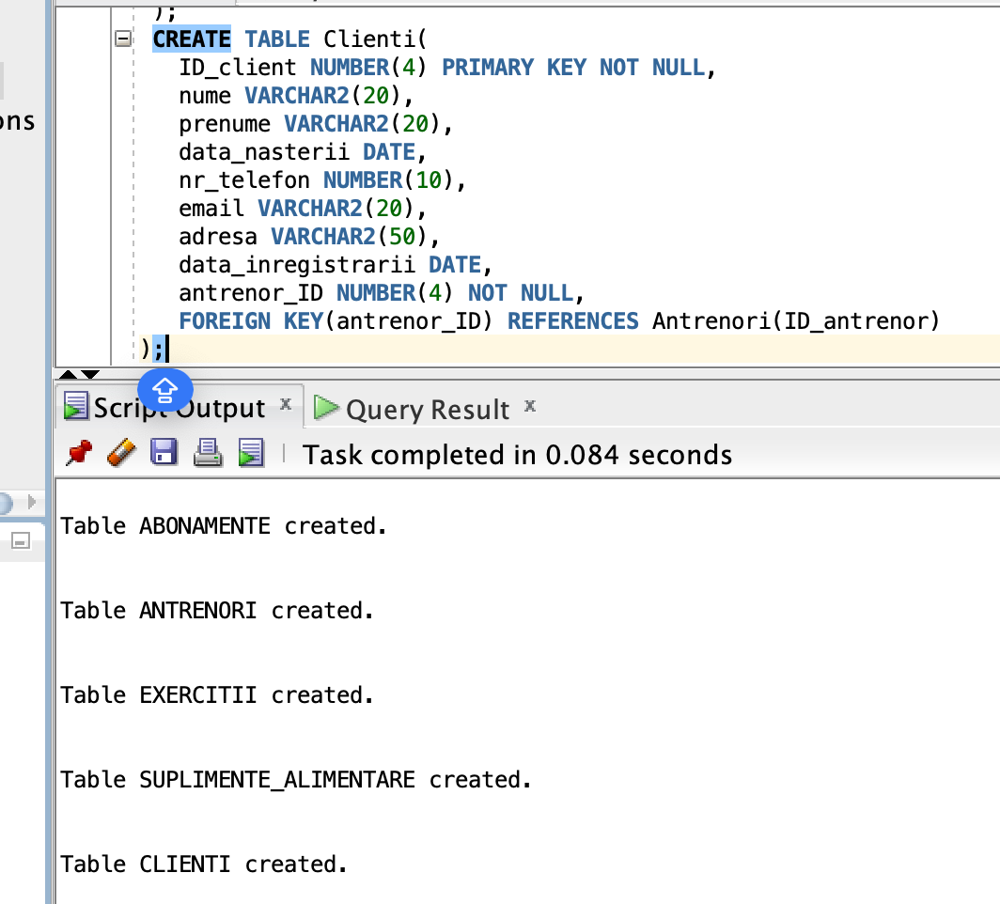 );
CREATE TABLE Clienti(
ID_client NUMBER(4) PRIMARY KEY NOT NULL,
nume VARCHAR2(20),
prenume VARCHAR2(20),
data_nasterii DATE,
nr_telefon NUMBER(10),
email VARCHAR2(20),
adresa VARCHAR2(50),
data_inregistrarii DATE,
antrenor_ID NUMBER(4) NOT NULL,
FOREIGN KEY(antrenor_ID) REFERENCES Antrenori(ID_antrenor)
);
ons
Script Output x
Query Result x
Task completed in 0.084 seconds
Table ABONAMENTE created.
Table ANTRENORI created.
Table EXERCITII created.
Table SUPLIMENTE_ALIMENTARE created.
Table CLIENTI created.